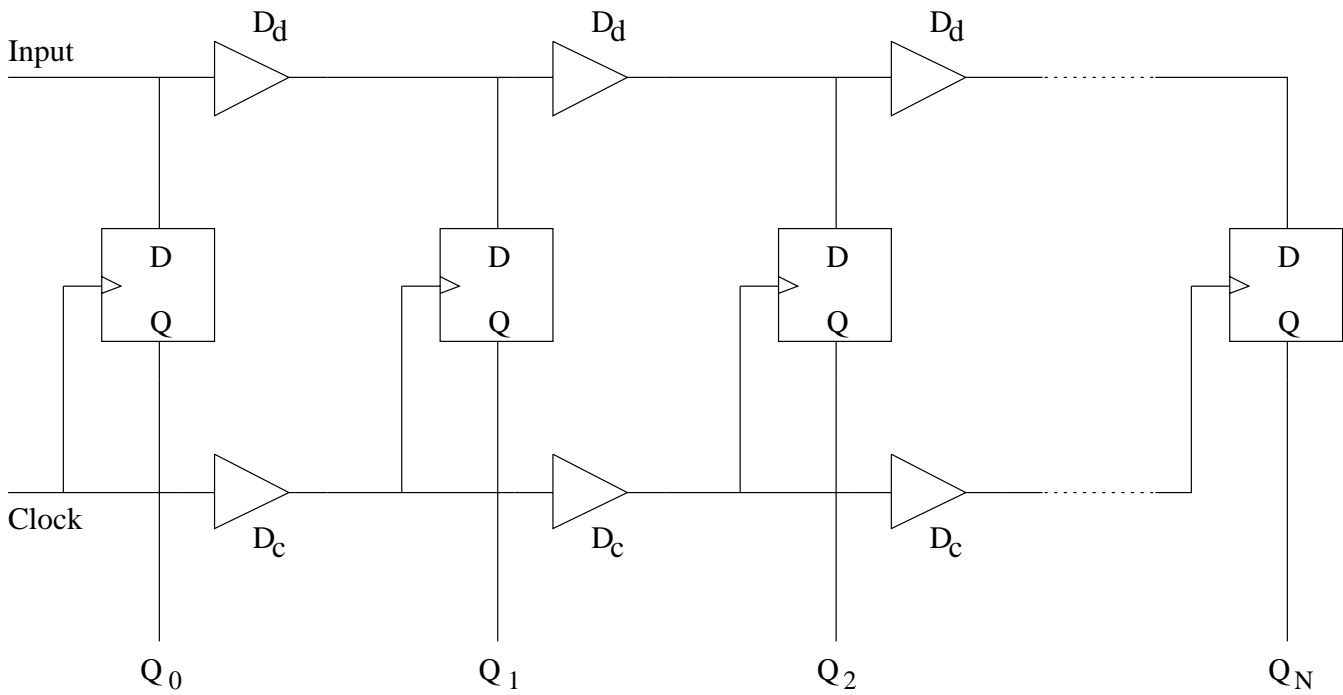 D_d D_d D_d
Input
D D D D
Q Q Q Q
Clock
D_c D_c D_c
Q_0 Q_1 Q_2 Q_N